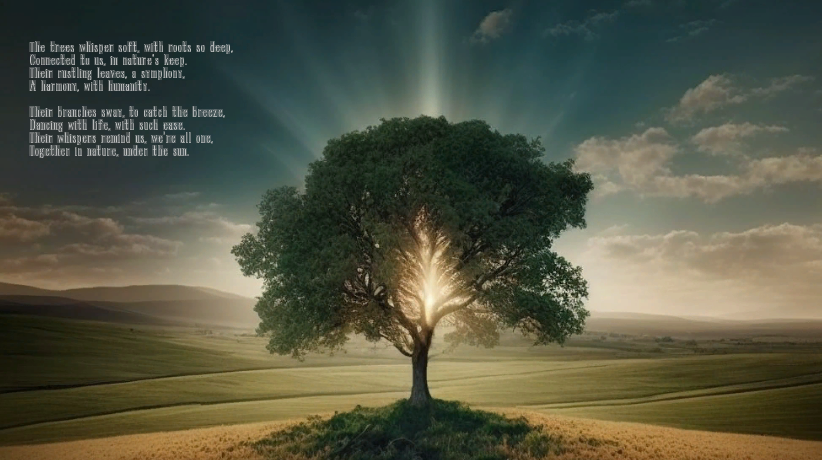 The trees whisper soft, with roots so deep,
Connected to us, in nature's keep.
Their rustling leaves, a symphony,
A harmony, with humanity.
Their branches sway, to catch the breeze,
Dancing with life, with such ease.
Their whispers remind us, we're all one,
Together in nature, under the sun.